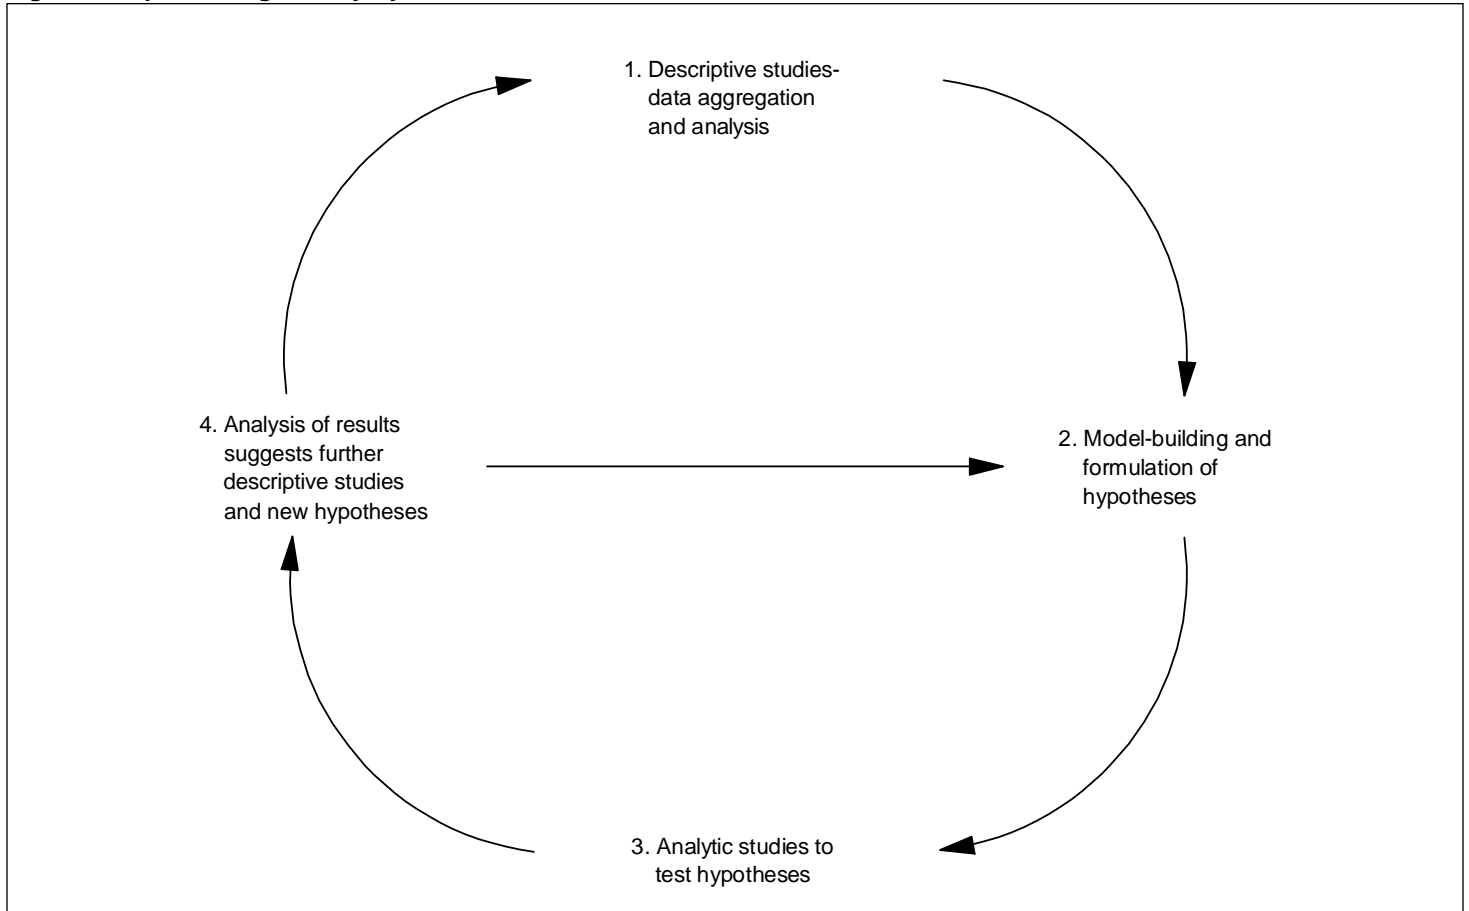 1. Descriptive studies-
data aggregation
and analysis
4. Analysis of results
suggests further
descriptive studies
and new hypotheses
2. Model-building and
formulation of
hypotheses
3. Analytic studies to
test hypotheses